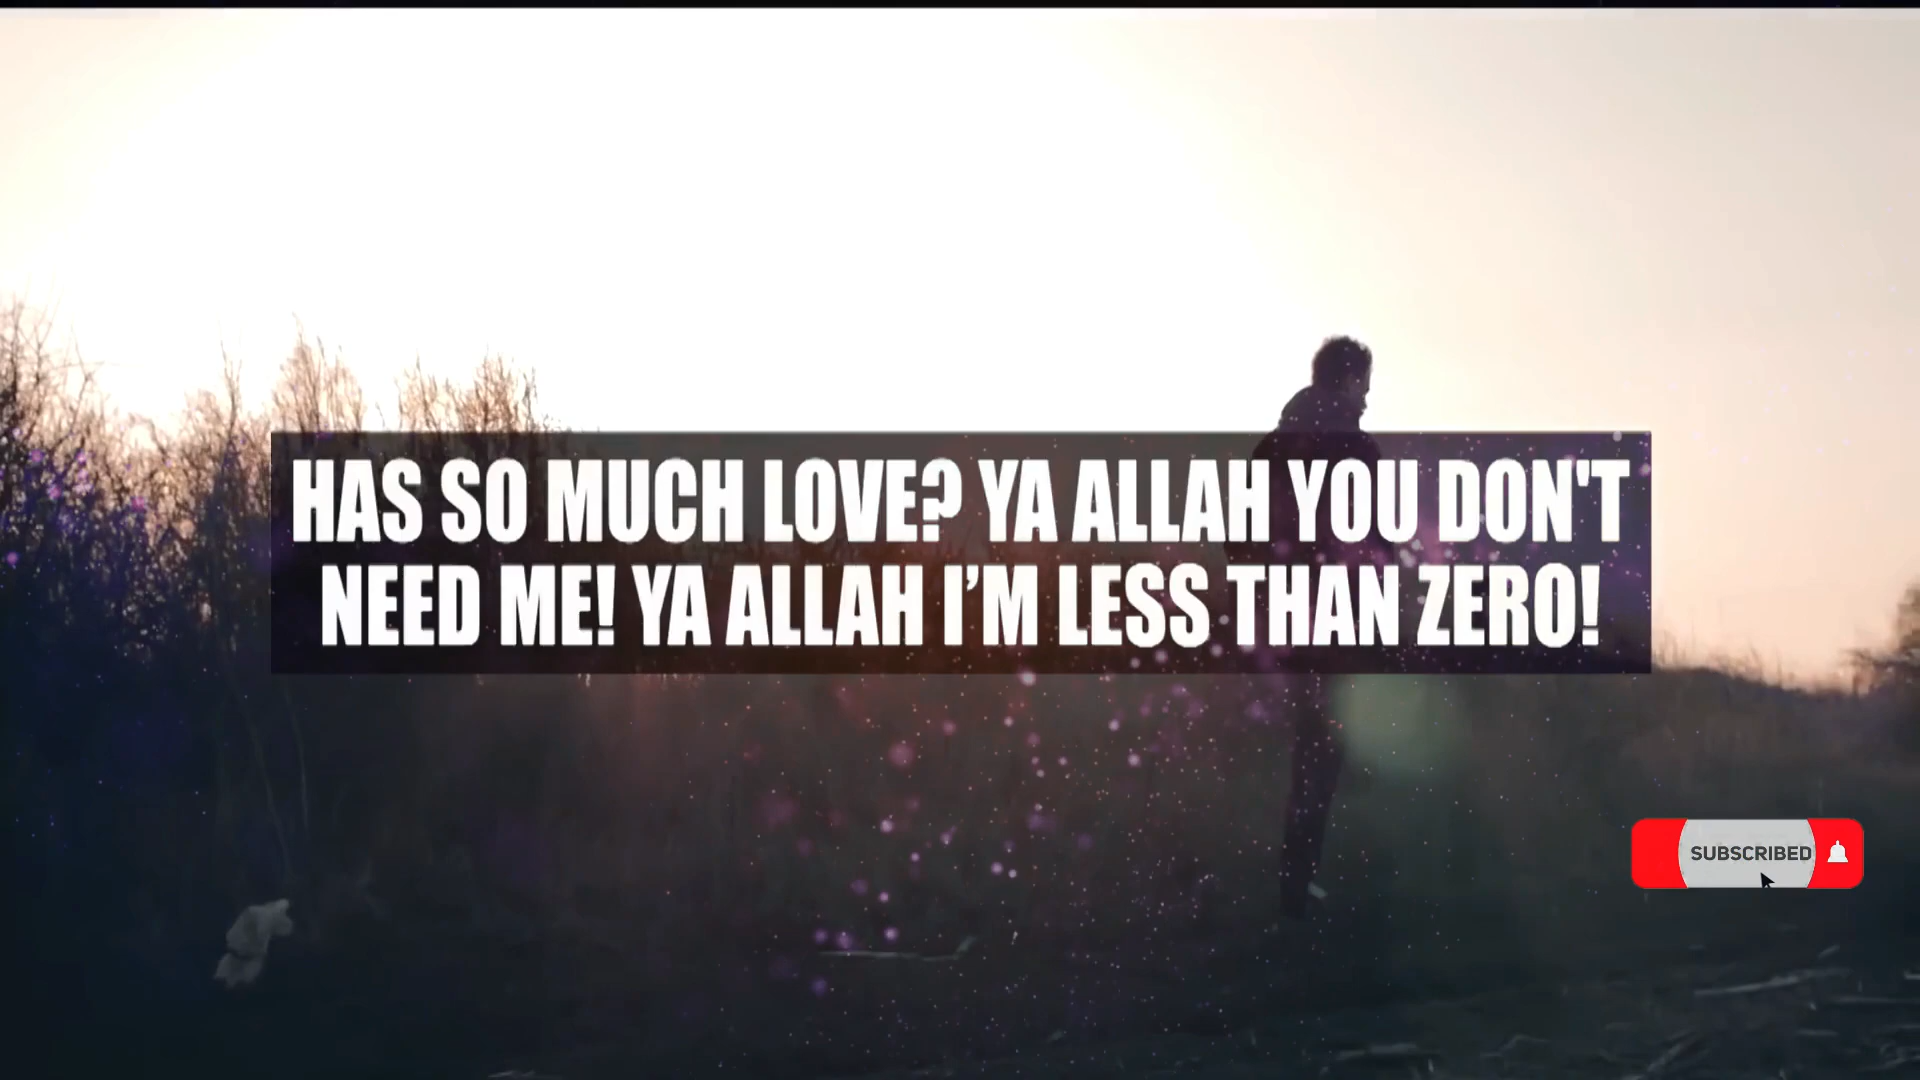 HAS SO MUCH LOVE? YA ALLAH YOU DON'T
NEED ME! YA ALLAH I’M LESS THAN ZERO!
SUBSCRIBED